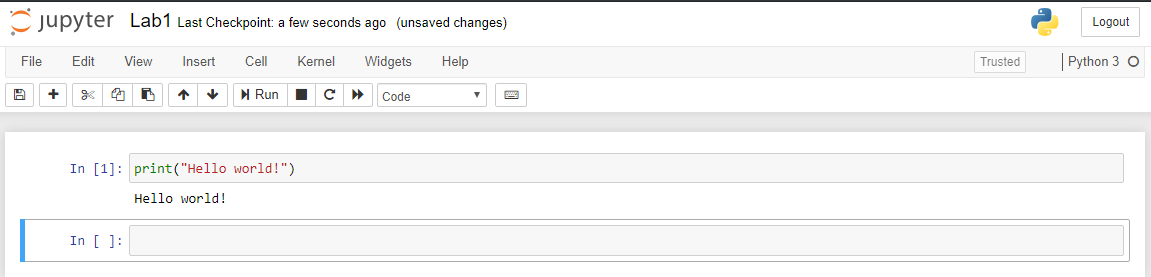 jupyter Lab1 Last Checkpoint: a few seconds ago (unsaved changes) Logout
File Edit View Insert Cell Kernel Widgets Help Trusted Python 3
Run Code
In [1]: print("Hello world!")
Hello world!
In [ ]: